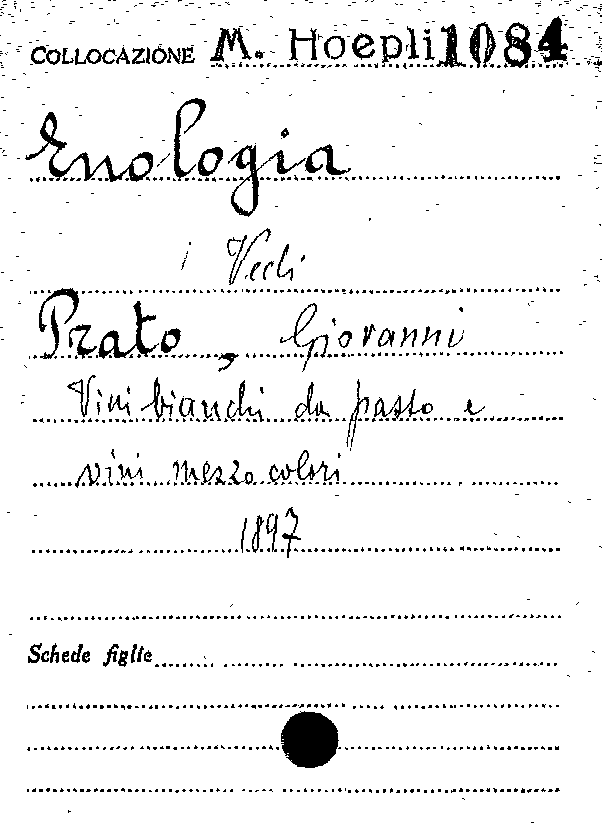 COLLOCAZIONE M. Hoepli 1084
Enologia
Vedi
Prato, Giovanni
Vini bianchi da pasto e
vini mezzo colori
1897
Schede figlie